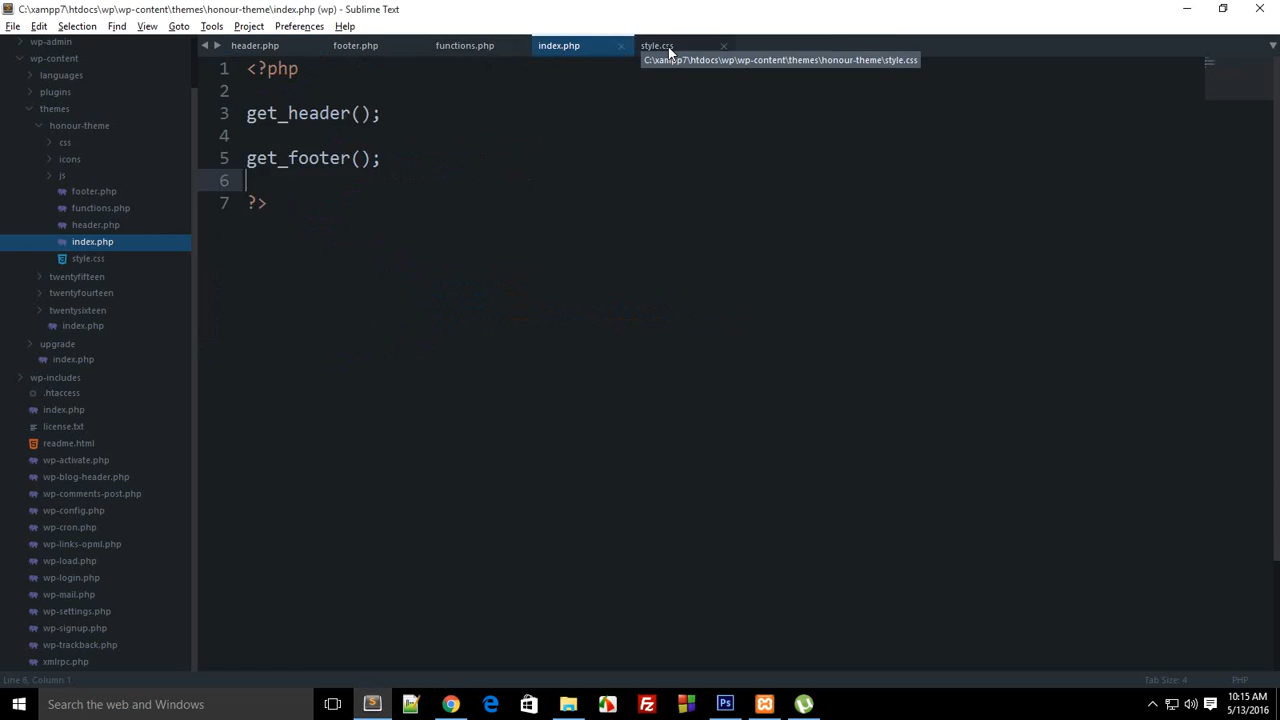 C:\xampp7\htdocs\wp\wp-content\themes\honour-theme\index.php (wp) - Sublime Text
File Edit Selection Find View Goto Tools Project Preferences Help
header.php footer.php functions.php index.php style.css
C:\xampp7\htdocs\wp\wp-content\themes\honour-theme\style.css
wp-admin
wp-content
languages
plugins
themes
honour-theme
css
icons
js
footer.php
functions.php
header.php
index.php
style.css
twentyfifteen
twentyfourteen
twentysixteen
index.php
upgrade
index.php
wp-includes
.htaccess
index.php
license.txt
readme.html
wp-activate.php
wp-blog-header.php
wp-comments-post.php
wp-config.php
wp-cron.php
wp-links-opml.php
wp-load.php
wp-login.php
wp-mail.php
wp-settings.php
wp-signup.php
wp-trackback.php
xmlrpc.php
1 <?php
2
3 get_header();
4
5 get_footer();
6
7 ?>
Line 6, Column 1 Tab Size: 4 PHP
Search the web and Windows
10:15 AM
5/13/2016